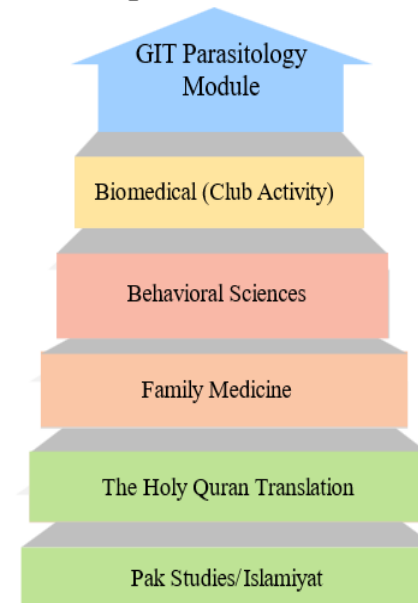 GIT Parasitology
Module
Biomedical (Club Activity)
Behavioral Sciences
Family Medicine
The Holy Quran Translation
Pak Studies/Islamiyat